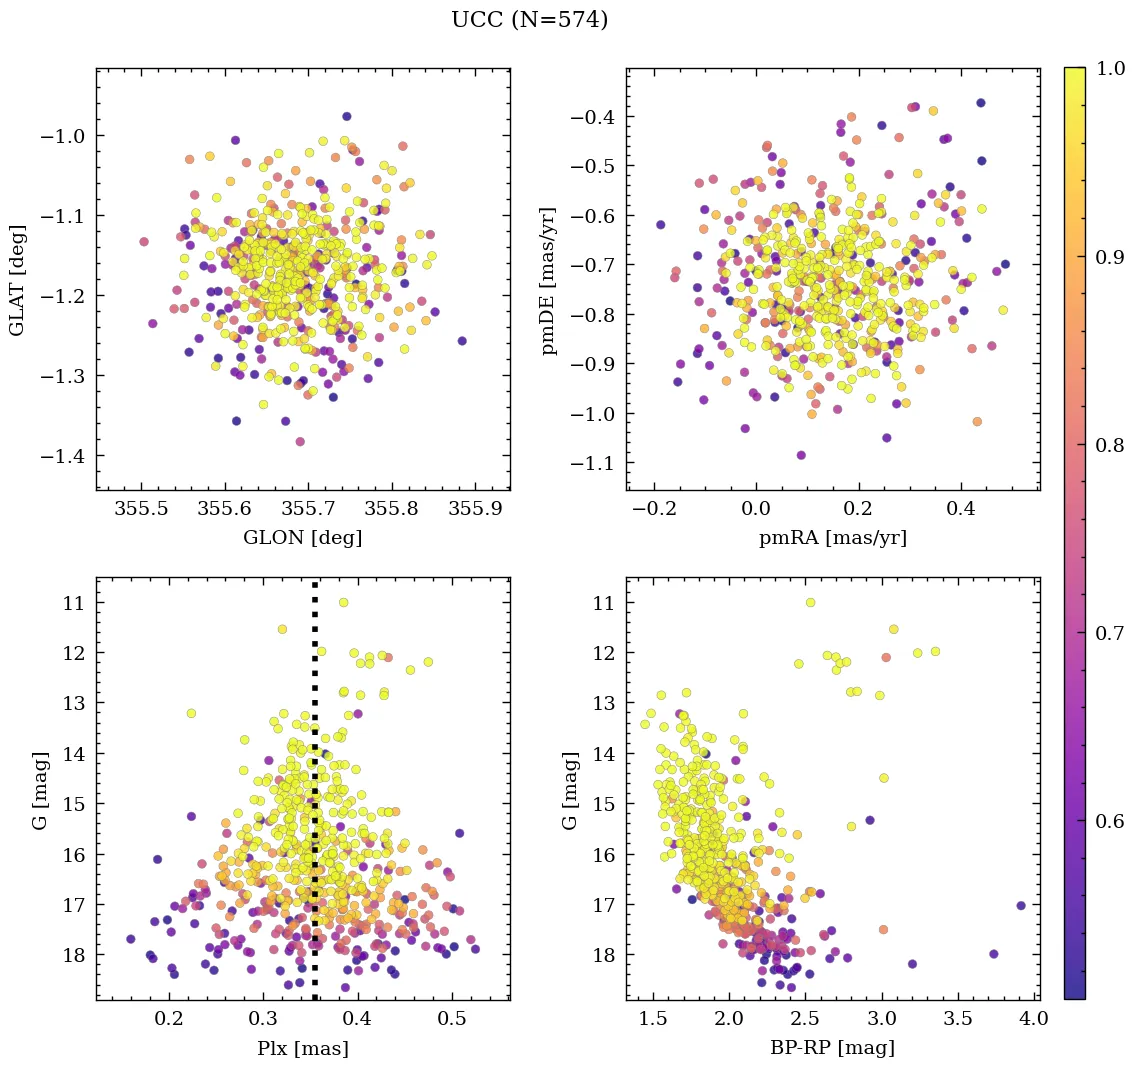 UCC (N=574)
−1.0
−1.1
−1.2
−1.3
−1.4
GLAT [deg]
355.5 355.6 355.7 355.8 355.9
GLON [deg]
−0.4
−0.5
−0.6
−0.7
−0.8
−0.9
−1.0
−1.1
pmDE [mas/yr]
−0.2 0.0 0.2 0.4
pmRA [mas/yr]
1.0
0.9
0.8
0.7
0.6
11
12
13
14
15
16
17
18
G [mag]
0.2 0.3 0.4 0.5
Plx [mas]
11
12
13
14
15
16
17
18
G [mag]
1.5 2.0 2.5 3.0 3.5 4.0
BP-RP [mag]